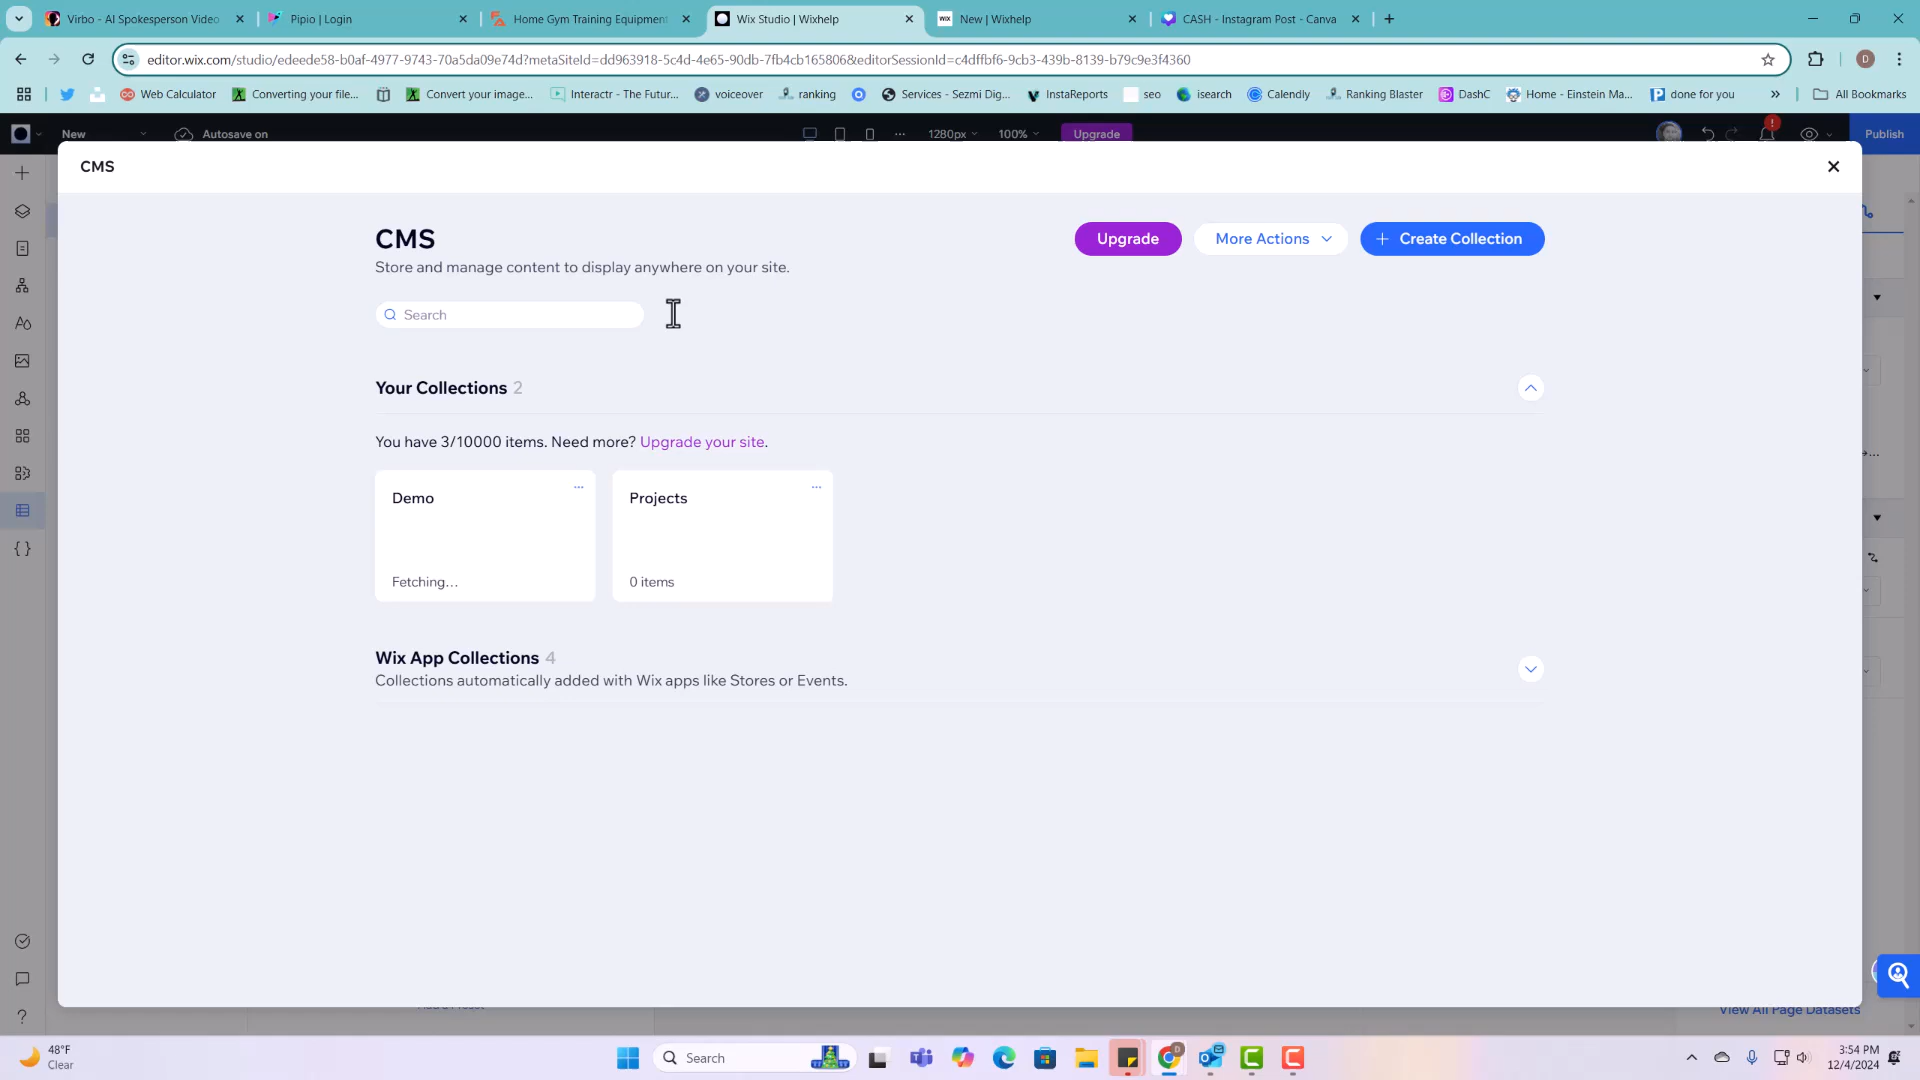 Virbo - AI Spokesperson Video
Pipio | Login
Home Gym Training Equipment
Wix Studio | Wixhelp
WIX New | Wixhelp
CASH - Instagram Post - Canva
editor.wix.com/studio/edeede58-b0af-4977-9743-70a5da09e74d?metaSiteId=dd963918-5c4d-4e65-90db-7fb4cb165806&editorSessionId=c4dffbf6-9cb3-439b-8139-b79c9e3f4360
D
Web Calculator
Converting your file...
Convert your image...
Interactr - The Futur...
voiceover
ranking
Services - Sezmi Dig...
InstaReports
seo
isearch
Calendly
Ranking Blaster
DashC
Home - Einstein Ma...
done for you
All Bookmarks
New
Autosave on
1280px
100%
Upgrade
Publish
CMS
CMS
Store and manage content to display anywhere on your site.
Upgrade
More Actions
Create Collection
Search
Your Collections 2
You have 3/10000 items. Need more? Upgrade your site.
Demo
Fetching...
Projects
0 items
Wix App Collections 4
Collections automatically added with Wix apps like Stores or Events.
View All Page Datasets
48°F
Clear
Search
3:54 PM
12/4/2024